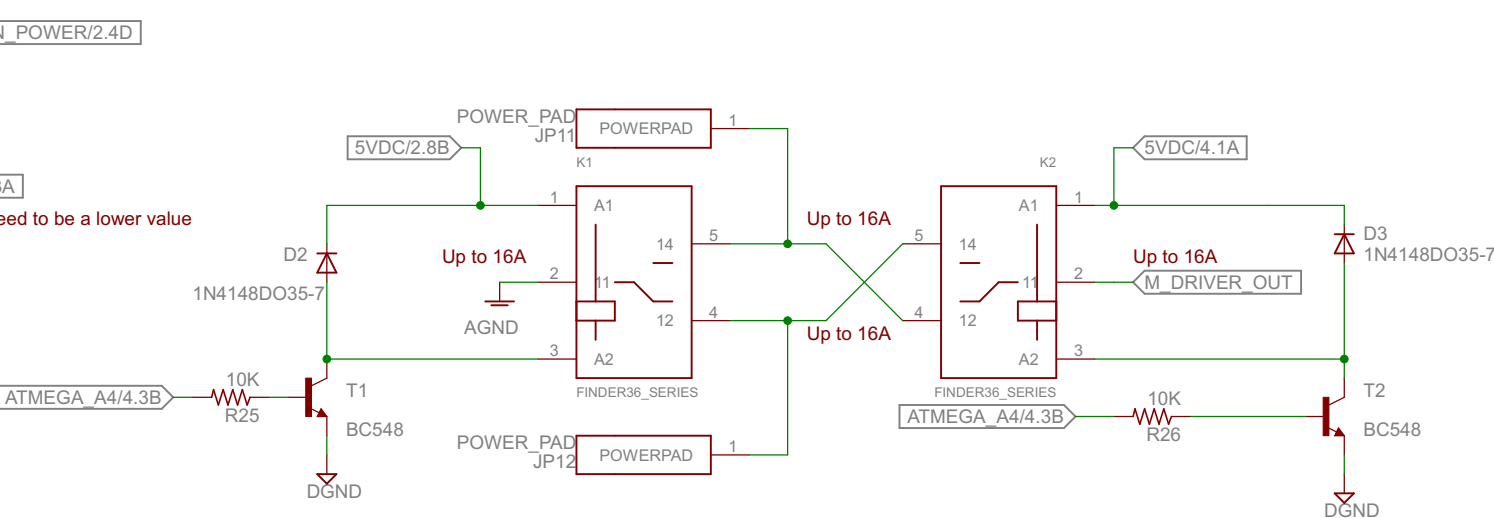 N_POWER/2.4D
POWER_PAD
JP11
POWERPAD
1
5VDC/2.8B
K1
K2
5VDC/4.1A
eed to be a lower value
1
A1
A1
1
D2
1N4148DO35-7
Up to 16A
2
11
14
5
Up to 16A
5
14
11
2
Up to 16A
M_DRIVER_OUT
D3
1N4148DO35-7
AGND
12
4
Up to 16A
4
12
3
A2
A2
3
FINDER36_SERIES
FINDER36_SERIES
ATMEGA_A4/4.3B
10K
R25
T1
BC548
DGND
POWER_PAD
JP12
POWERPAD
1
ATMEGA_A4/4.3B
10K
R26
T2
BC548
DGND